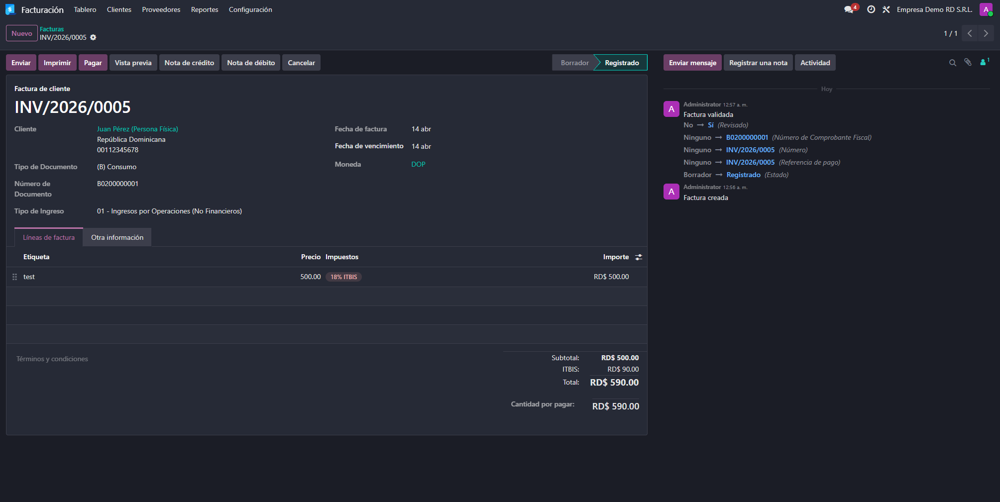 Facturación Tablero Clientes Proveedores Reportes Configuración 4 Empresa Demo RD S.R.L. A
Nuevo Facturas
INV/2026/0005
1 / 1
Enviar Imprimir Pagar Vista previa Nota de crédito Nota de débito Cancelar Borrador Registrado
Factura de cliente
INV/2026/0005
Cliente Juan Pérez (Persona Física)
República Dominicana
00112345678
Tipo de Documento (B) Consumo
Número de Documento B0200000001
Tipo de Ingreso 01 - Ingresos por Operaciones (No Financieros)
Fecha de factura 14 abr
Fecha de vencimiento 14 abr
Moneda DOP
Líneas de factura Otra información
Etiqueta Precio Impuestos Importe
test 500.00 18% ITBIS RD$ 500.00
Términos y condiciones
Subtotal: RD$ 500.00
ITBIS: RD$ 90.00
Total: RD$ 590.00
Cantidad por pagar: RD$ 590.00
Enviar mensaje Registrar una nota Actividad 1
Hoy
A Administrator 12:57 a. m.
Factura validada
No → Sí (Revisado)
Ninguno → B0200000001 (Número de Comprobante Fiscal)
Ninguno → INV/2026/0005 (Número)
Ninguno → INV/2026/0005 (Referencia de pago)
Borrador → Registrado (Estado)
A Administrator 12:56 a. m.
Factura creada